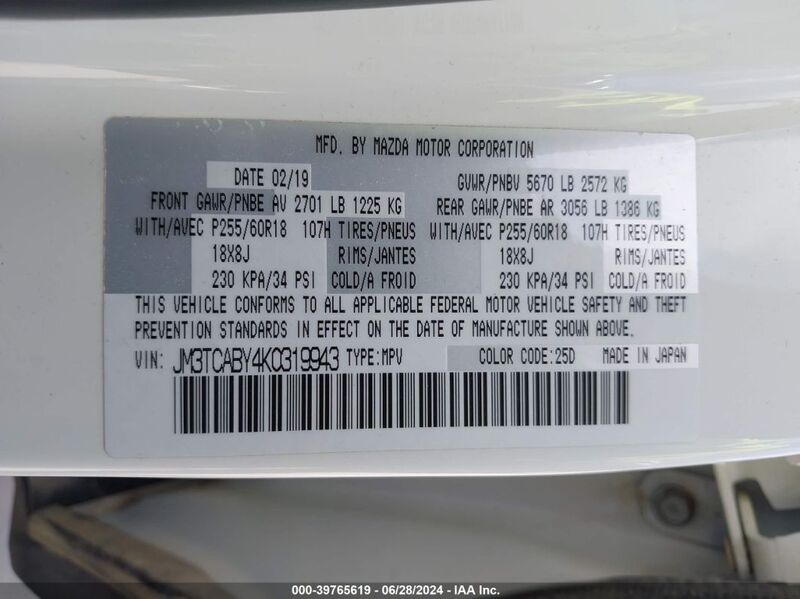 MFD. BY MAZDA MOTOR CORPORATION
DATE 02/19 GVWR/PNBV 5670 LB 2572 KG
FRONT GAWR/PNBE AV 2701 LB 1225 KG REAR GAWR/PNBE AR 3056 LB 1386 KG
WITH/AVEC P255/60R18 107H TIRES/PNEUS WITH/AVEC P255/60R18 107H TIRES/PNEUS
18X8J RIMS/JANTES 18X8J RIMS/JANTES
230 KPA/34 PSI COLD/A FROID 230 KPA/34 PSI COLD/A FROID
THIS VEHICLE CONFORMS TO ALL APPLICABLE FEDERAL MOTOR VEHICLE SAFETY AND THEFT
PREVENTION STANDARDS IN EFFECT ON THE DATE OF MANUFACTURE SHOWN ABOVE.
VIN: JM3TCABY4K0319943 TYPE:MPV COLOR CODE:25D MADE IN JAPAN
000-39765619 - 06/28/2024 - IAA Inc.